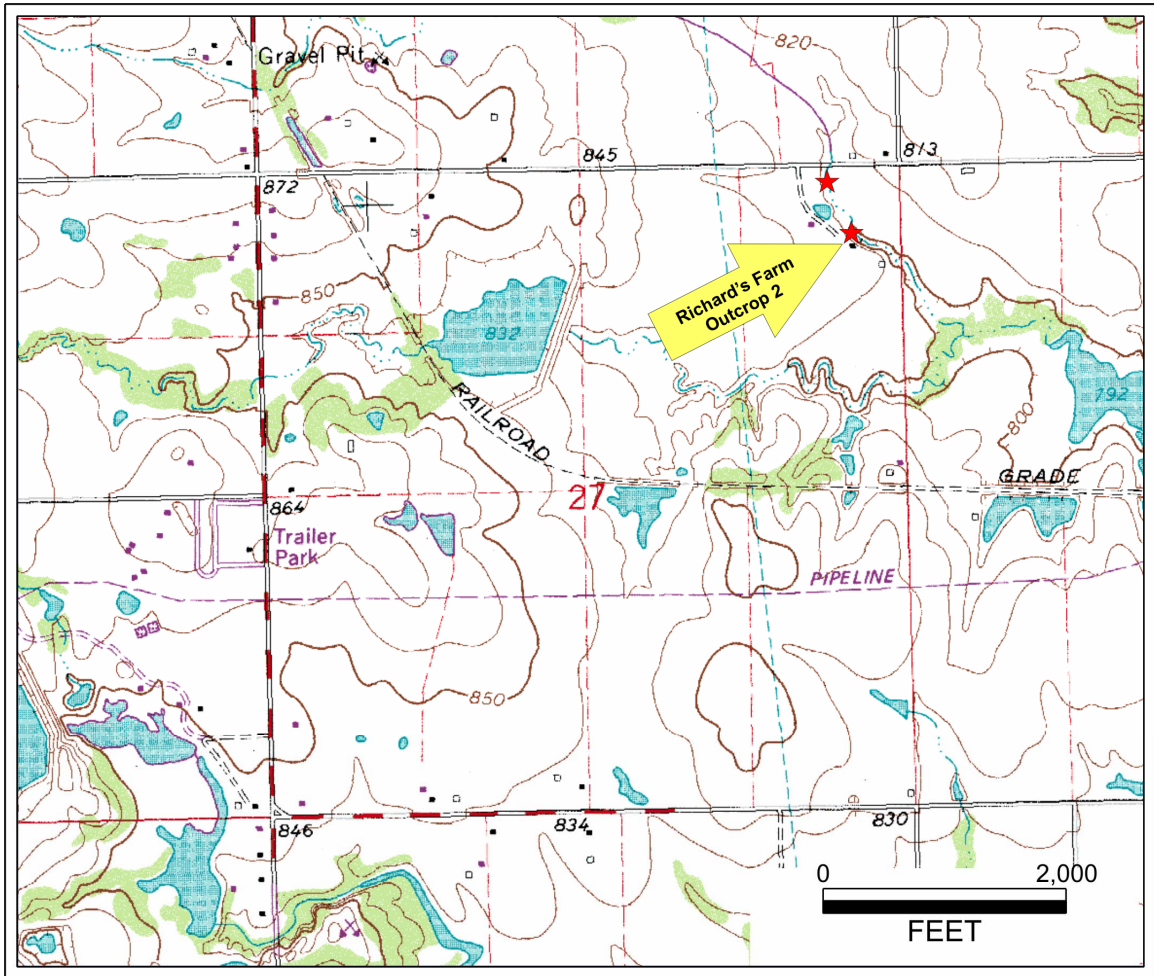 820
Gravel Pit
845
813
872
Richard's Farm
Outcrop 2
850
832
RAILROAD
792
800
GRADE
27
864
Trailer
Park
PIPELINE
850
846
834
830
0 2,000
FEET